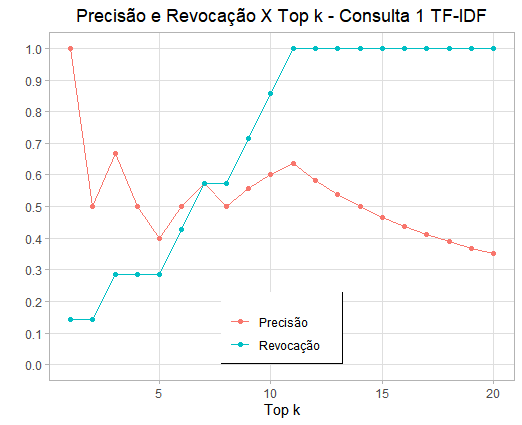 Precisão e Revocação X Top k - Consulta 1 TF-IDF
1.0
0.9
0.8
0.7
0.6
0.5
0.4
0.3
0.2
0.1
0.0
Precisão
Revocação
5 10 15 20
Top k